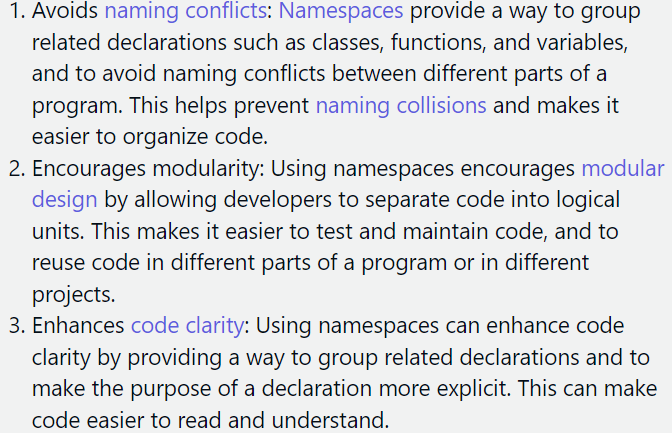 1. Avoids naming conflicts: Namespaces provide a way to group
related declarations such as classes, functions, and variables,
and to avoid naming conflicts between different parts of a
program. This helps prevent naming collisions and makes it
easier to organize code.
2. Encourages modularity: Using namespaces encourages modular
design by allowing developers to separate code into logical
units. This makes it easier to test and maintain code, and to
reuse code in different parts of a program or in different
projects.
3. Enhances code clarity: Using namespaces can enhance code
clarity by providing a way to group related declarations and to
make the purpose of a declaration more explicit. This can make
code easier to read and understand.